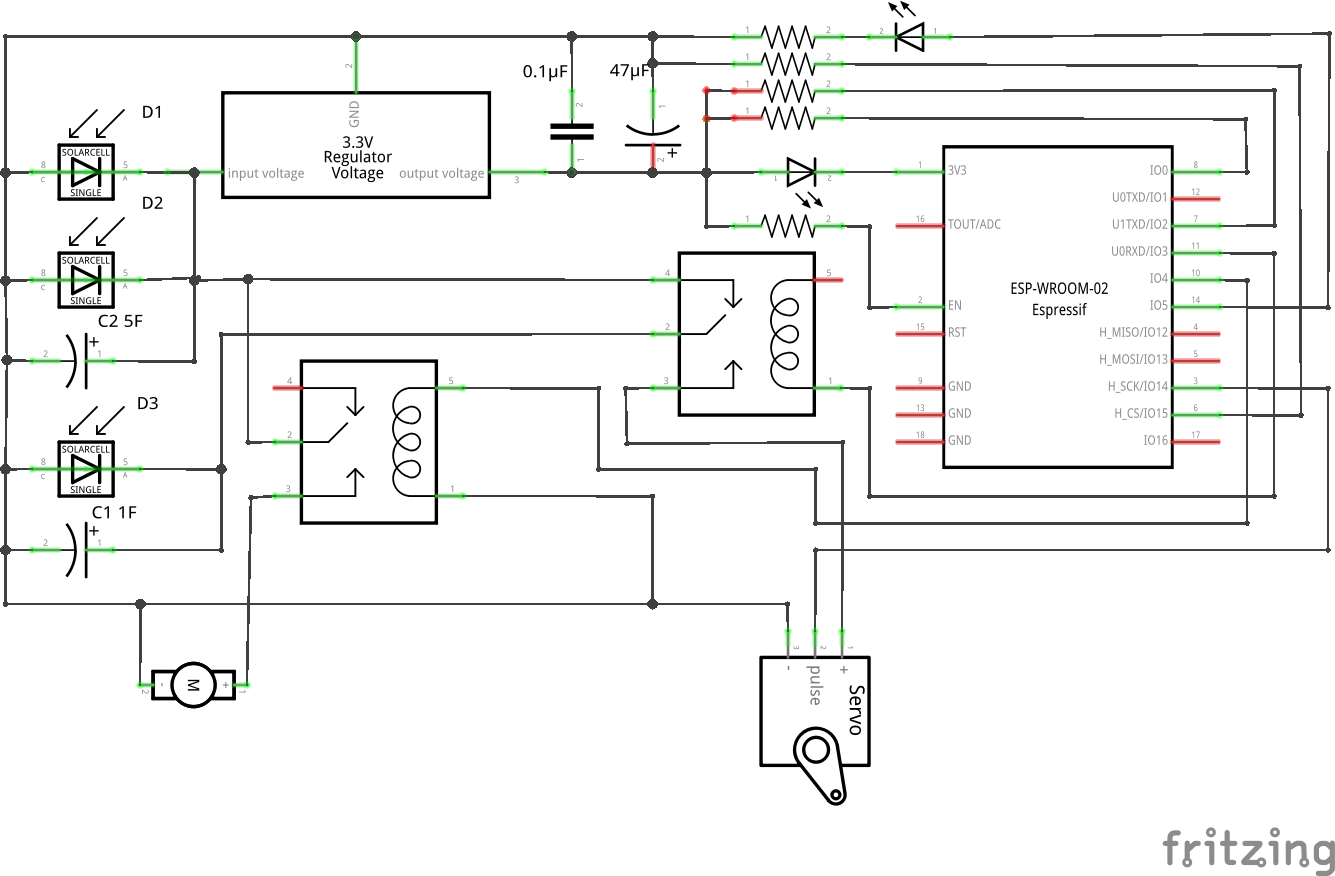 2 1
1 2
0.1µF
47µF
1 2
2
GND
2
1
1 2
D1
1 2
3.3V
Regulator
Voltage
SOLARCELL
8 5
C A
SINGLE
input voltage
output voltage
3
1
2
+
1 2
1
3V3
IO0
8
U0TXD/IO1
12
D2
16
TOUT/ADC
U1TXD/IO2
7
1 2
U0RXD/IO3
11
SOLARCELL
8 5
C A
SINGLE
4
5
IO4
10
ESP-WROOM-02
Espressif
2
EN
IO5
14
C2 5F
2
15
RST
H_MISO/IO12
4
+
2 1
H_MOSI/IO13
5
4
5
3
1
9
GND
H_SCK/IO14
3
D3
13
GND
H_CS/IO15
6
2
18
GND
IO16
17
SOLARCELL
8 5
C A
SINGLE
3
1
C1 1F
+
2 1
3
2
1
-
pulse
+
Servo
2
-
M
+
1
fritzing